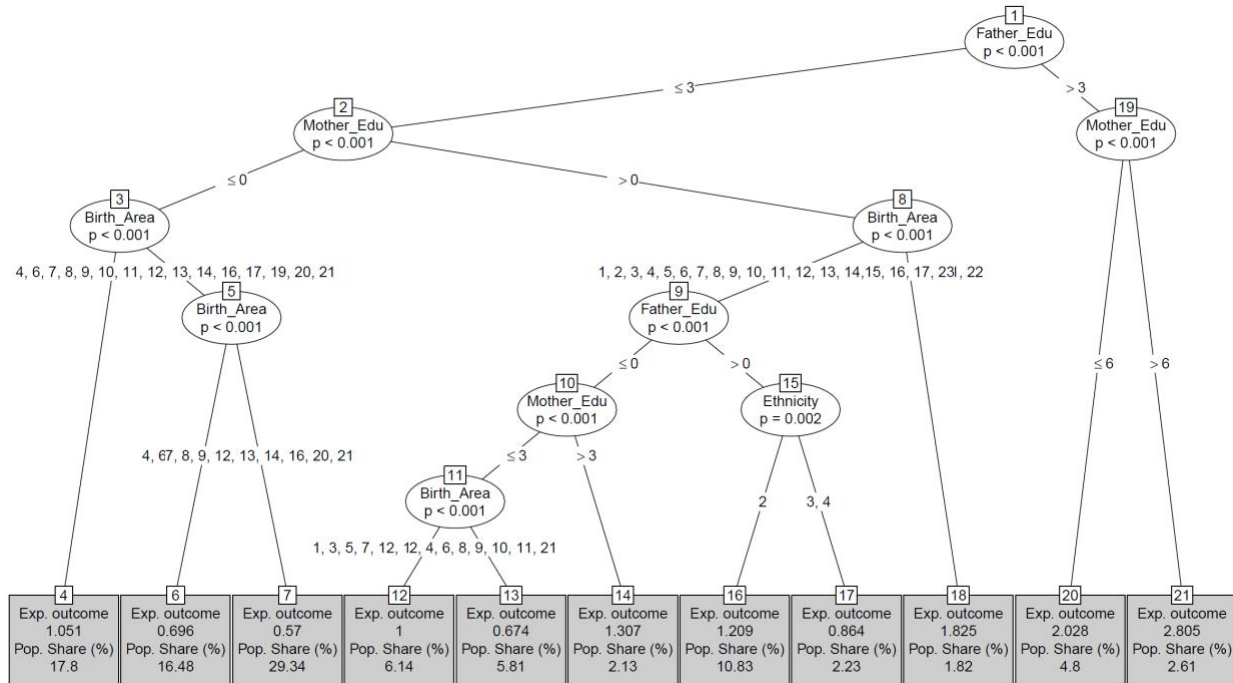 1
Father_Edu
p < 0.001
≤ 3
> 3
2
Mother_Edu
p < 0.001
19
Mother_Edu
p < 0.001
≤ 0
> 0
3
Birth_Area
p < 0.001
8
Birth_Area
p < 0.001
4, 6, 7, 8, 9, 10, 11, 12, 13, 14, 16, 17, 19, 20, 21
1, 2, 3, 4, 5, 6, 7, 8, 9, 10, 11, 12, 13, 14, 15, 16, 17, 23, 22
5
Birth_Area
p < 0.001
9
Father_Edu
p < 0.001
≤ 0
> 0
≤ 6
> 6
10
Mother_Edu
p < 0.001
15
Ethnicity
p = 0.002
4, 67, 8, 9, 12, 13, 14, 16, 20, 21
≤ 3
> 3
11
Birth_Area
p < 0.001
2
3, 4
1, 3, 5, 7, 12, 12, 4, 6, 8, 9, 10, 11, 21
4
Exp. outcome
1.051
Pop. Share (%)
17.8
6
Exp. outcome
0.696
Pop. Share (%)
16.48
7
Exp. outcome
0.57
Pop. Share (%)
29.34
12
Exp. outcome
1
Pop. Share (%)
6.14
13
Exp. outcome
0.674
Pop. Share (%)
5.81
14
Exp. outcome
1.307
Pop. Share (%)
2.13
16
Exp. outcome
1.209
Pop. Share (%)
10.83
17
Exp. outcome
0.864
Pop. Share (%)
2.23
18
Exp. outcome
1.825
Pop. Share (%)
1.82
20
Exp. outcome
2.028
Pop. Share (%)
4.8
21
Exp. outcome
2.805
Pop. Share (%)
2.61